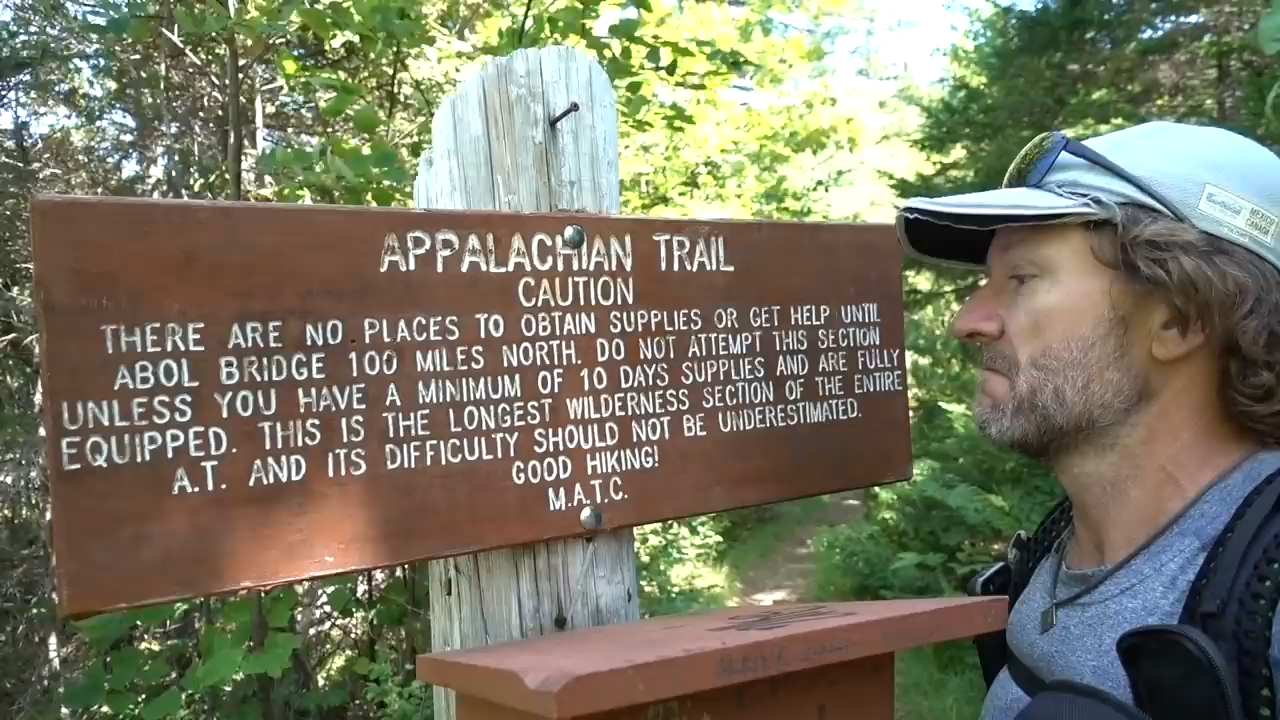 APPALACHIAN TRAIL
CAUTION
THERE ARE NO PLACES TO OBTAIN SUPPLIES OR GET HELP UNTIL
ABOL BRIDGE 100 MILES NORTH. DO NOT ATTEMPT THIS SECTION
UNLESS YOU HAVE A MINIMUM OF 10 DAYS SUPPLIES AND ARE FULLY
EQUIPPED. THIS IS THE LONGEST WILDERNESS SECTION OF THE ENTIRE
A.T. AND ITS DIFFICULTY SHOULD NOT BE UNDERESTIMATED.
GOOD HIKING!
M.A.T.C.
MEXICO
CANADA